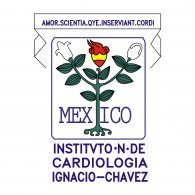 AMOR.SCIENTIA.QVE.INSERVIANT.CORDI
MEXICO
INSTITVTO·N·DE
CARDIOLOGIA
IGNACIO-CHAVEZ